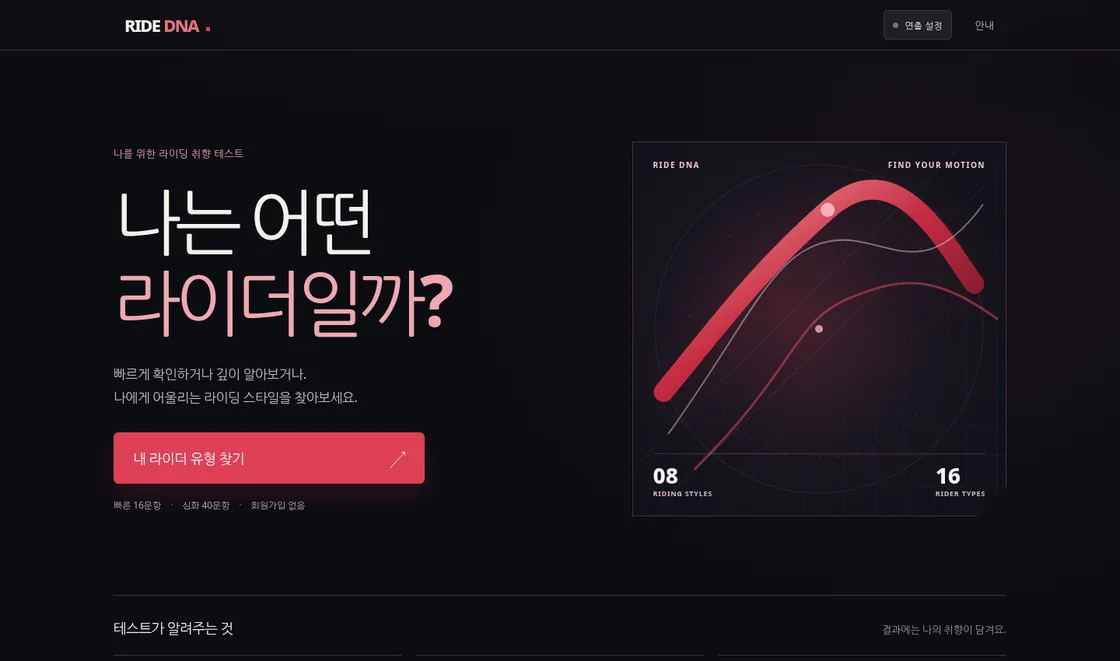 RIDE DNA
연출 설정
안내
나를 위한 라이딩 취향 테스트
나는 어떤
라이더일까?
빠르게 확인하거나 깊이 알아보거나.
나에게 어울리는 라이딩 스타일을 찾아보세요.
내 라이더 유형 찾기
빠른 16문항 · 심화 40문항 · 회원가입 없음
RIDE DNA
FIND YOUR MOTION
08
RIDING STYLES
16
RIDER TYPES
테스트가 알려주는 것
결과에는 나의 취향이 담겨요.